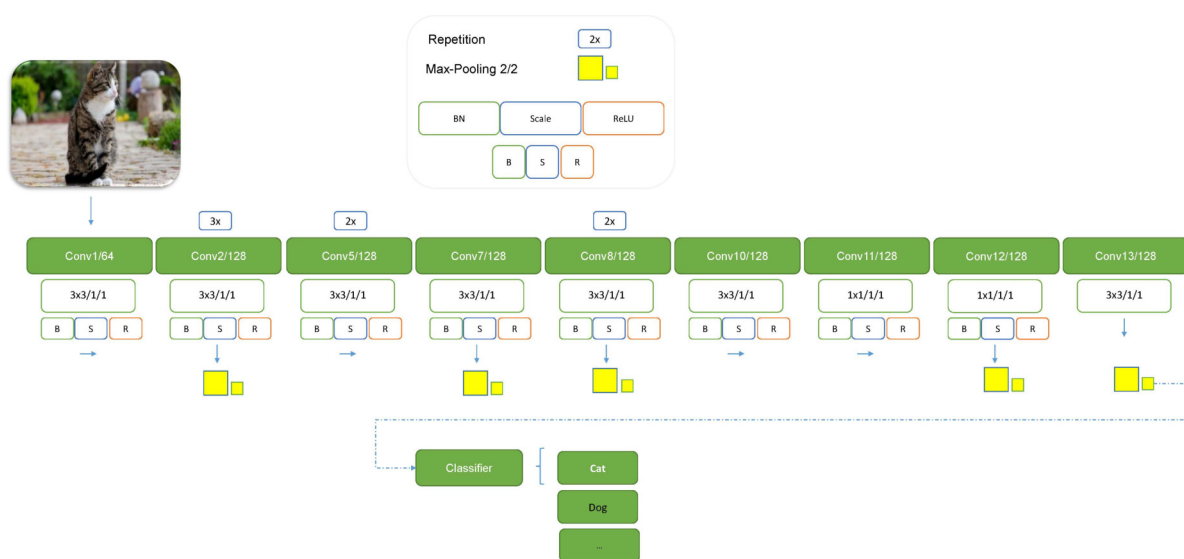 Repetition 2x
Max-Pooling 2/2
BN Scale ReLU
B S R
3x 2x 2x
Conv1/64 Conv2/128 Conv5/128 Conv7/128 Conv8/128 Conv10/128 Conv11/128 Conv12/128 Conv13/128
3x3/1/1 3x3/1/1 3x3/1/1 3x3/1/1 3x3/1/1 3x3/1/1 1x1/1/1 1x1/1/1 3x3/1/1
B S R B S R B S R B S R B S R B S R B S R B S R
Classifier Cat
Dog
...